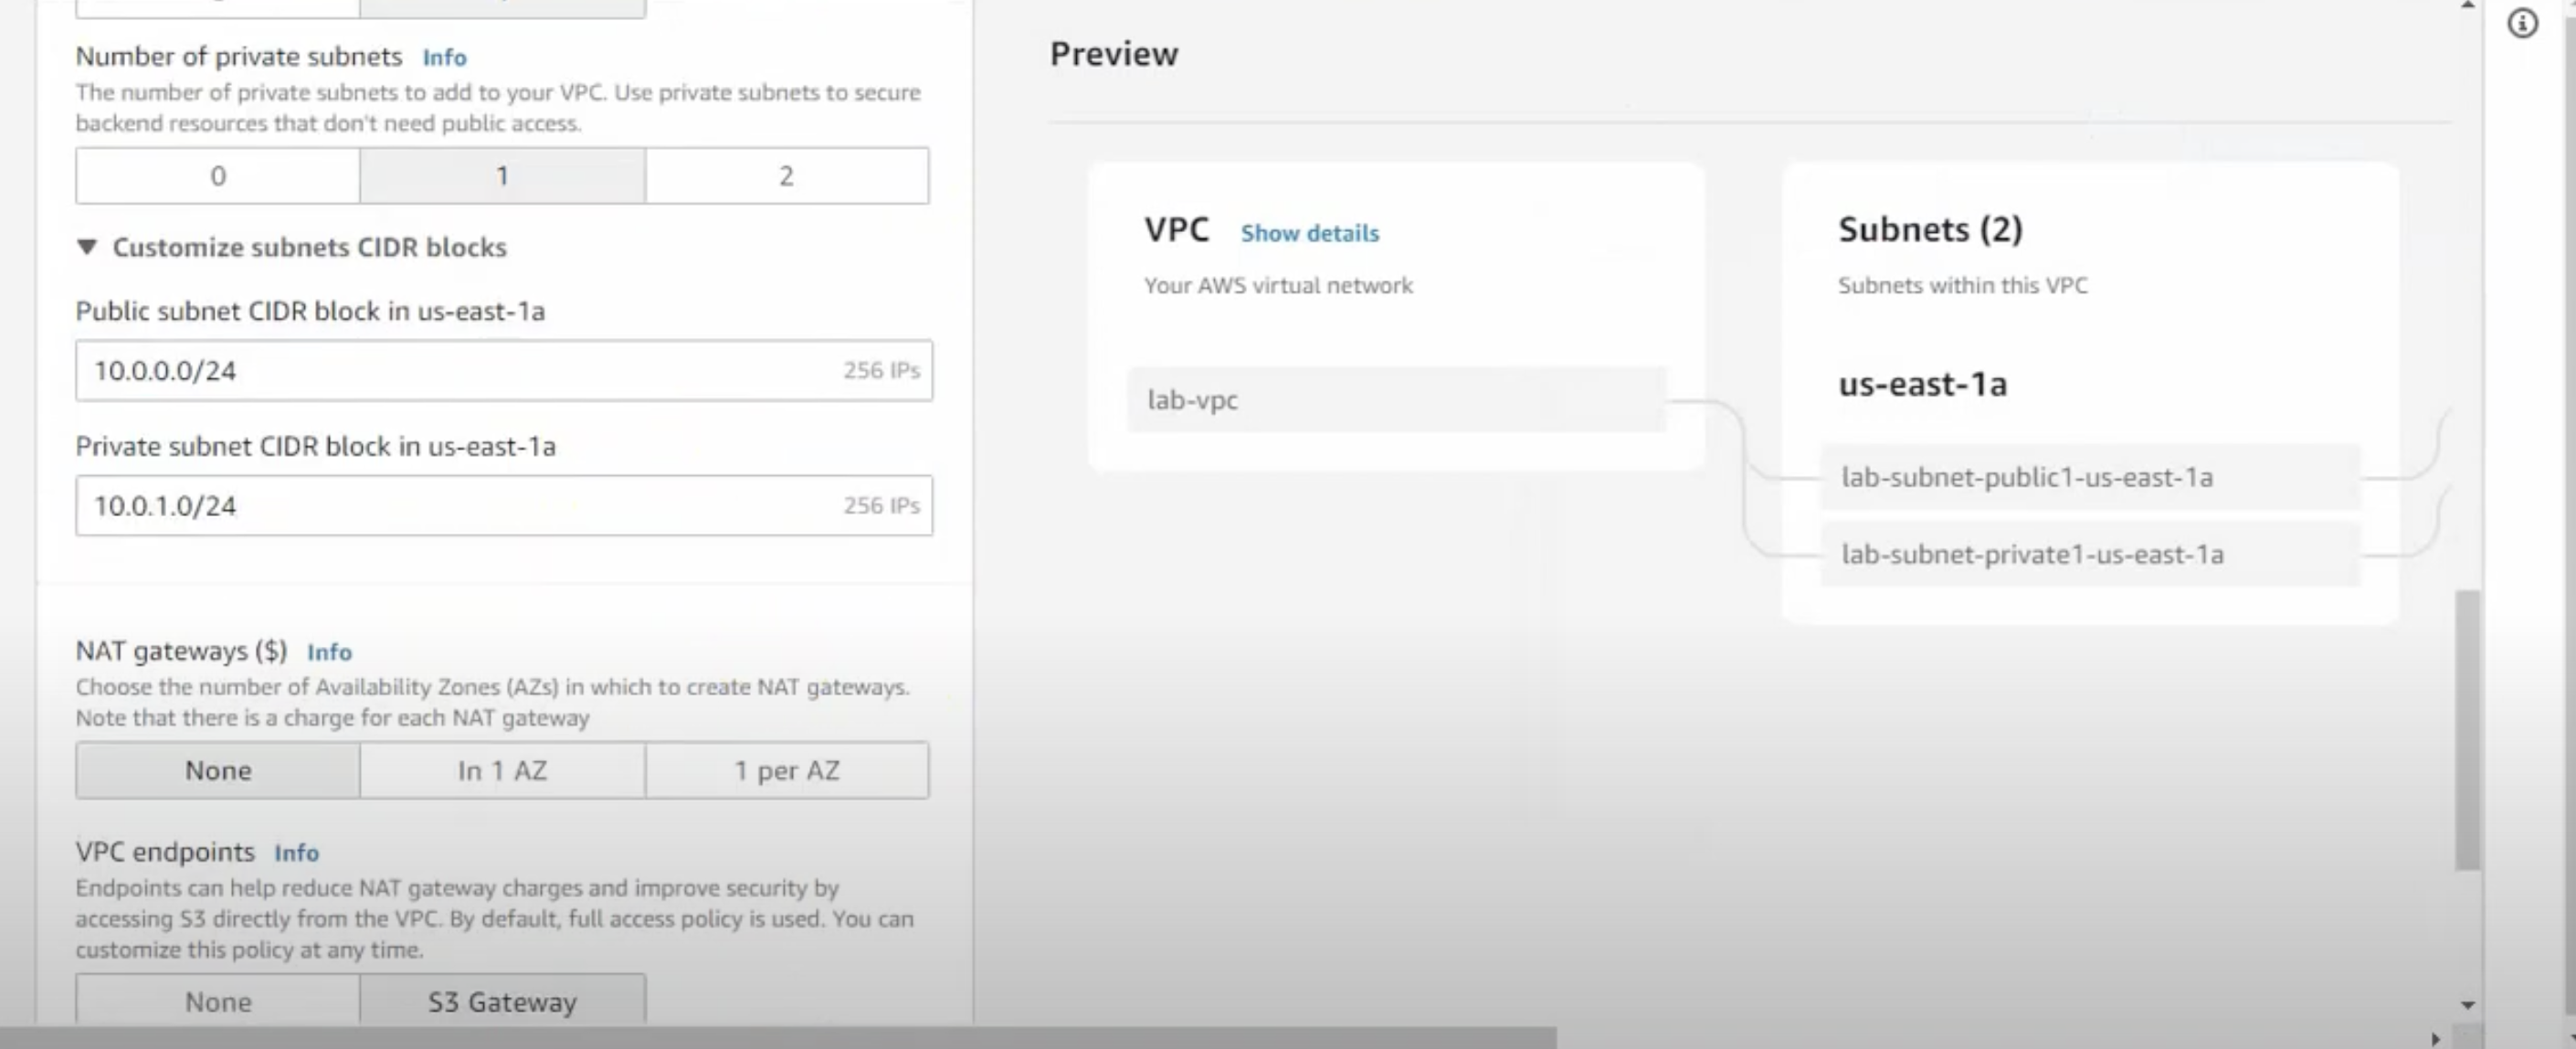 Number of private subnets Info
The number of private subnets to add to your VPC. Use private subnets to secure
backend resources that don't need public access.
0 1 2
Customize subnets CIDR blocks
Public subnet CIDR block in us-east-1a
10.0.0.0/24 256 IPs
Private subnet CIDR block in us-east-1a
10.0.1.0/24 256 IPs
NAT gateways ($) Info
Choose the number of Availability Zones (AZs) in which to create NAT gateways.
Note that there is a charge for each NAT gateway
None In 1 AZ 1 per AZ
VPC endpoints Info
Endpoints can help reduce NAT gateway charges and improve security by
accessing S3 directly from the VPC. By default, full access policy is used. You can
customize this policy at any time.
None S3 Gateway
Preview
VPC Show details
Your AWS virtual network
lab-vpc
Subnets (2)
Subnets within this VPC
us-east-1a
lab-subnet-public1-us-east-1a
lab-subnet-private1-us-east-1a